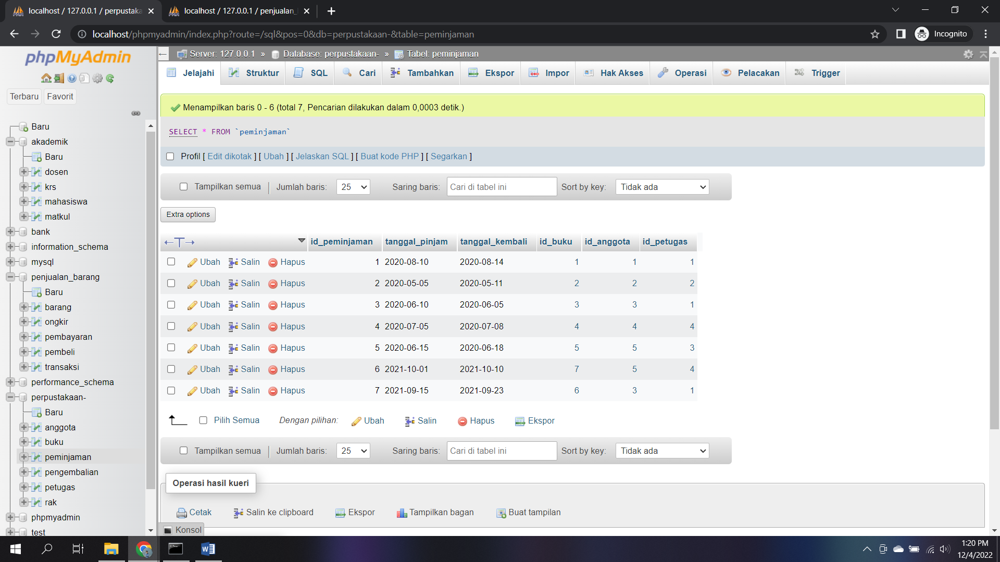 localhost / 127.0.0.1 / perpustaka
localhost / 127.0.0.1 / penjualan_
localhost/phpmyadmin/index.php?route=/sql&pos=0&db=perpustakaan-&table=peminjaman
Incognito
phpMyAdmin
Terbaru
Favorit
Baru
akademik
Baru
dosen
krs
mahasiswa
matkul
bank
information_schema
mysql
penjualan_barang
Baru
barang
ongkir
pembayaran
pembeli
transaksi
performance_schema
perpustakaan-
Baru
anggota
buku
peminjaman
pengembalian
petugas
rak
phpmyadmin
test
Server: 127.0.0.1 » Database: perpustakaan- » Tabel: peminjaman
Jelajahi Struktur SQL Cari Tambahkan Ekspor Impor Hak Akses Operasi Pelacakan Trigger
Menampilkan baris 0 - 6 (total 7, Pencarian dilakukan dalam 0,0003 detik.)
SELECT * FROM `peminjaman`
Profil [ Edit dikotak ] [ Ubah ] [ Jelaskan SQL ] [ Buat kode PHP ] [ Segarkan ]
Tampilkan semua Jumlah baris: 25 Saring baris: Cari di tabel ini Sort by key: Tidak ada
Extra options
id_peminjaman tanggal_pinjam tanggal_kembali id_buku id_anggota id_petugas
Ubah Salin Hapus 1 2020-08-10 2020-08-14 1 1 1
Ubah Salin Hapus 2 2020-05-05 2020-05-11 2 2 2
Ubah Salin Hapus 3 2020-06-10 2020-06-05 3 3 1
Ubah Salin Hapus 4 2020-07-05 2020-07-08 4 4 4
Ubah Salin Hapus 5 2020-06-15 2020-06-18 5 5 3
Ubah Salin Hapus 6 2021-10-01 2021-10-10 7 5 4
Ubah Salin Hapus 7 2021-09-15 2021-09-23 6 3 1
Pilih Semua Dengan pilihan: Ubah Salin Hapus Ekspor
Tampilkan semua Jumlah baris: 25 Saring baris: Cari di tabel ini Sort by key: Tidak ada
Operasi hasil kueri
Cetak Salin ke clipboard Ekspor Tampilkan bagan Buat tampilan
Konsol
1:20 PM
12/4/2022